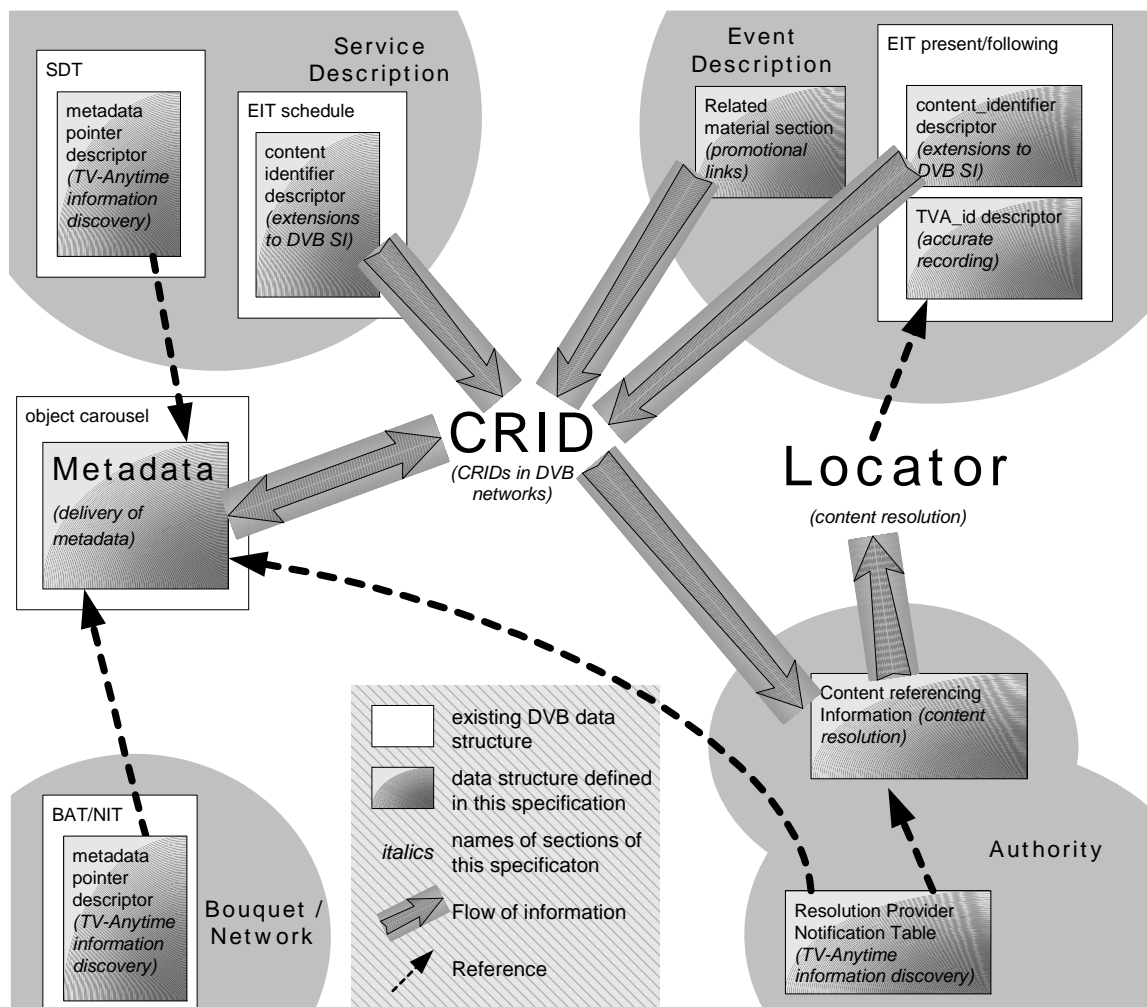 Service
Description
SDT
metadata
pointer
descriptor
(TV-Anytime
information
discovery)
EIT schedule
content
identifier
descriptor
(extensions
to DVB SI)
Event
Description
Related
material section
(promotional
links)
EIT present/following
content_identifier
descriptor
(extensions to
DVB SI)
TVA_id descriptor
(accurate
recording)
object carousel
Metadata
(delivery of
metadata)
CRID
(CRIDs in DVB
networks)
Locator
(content resolution)
Content referencing
Information (content
resolution)
Authority
Resolution Provider
Notification Table
(TV-Anytime
information discovery)
BAT/NIT
metadata
pointer
descriptor
(TV-Anytime
information
discovery)
Bouquet /
Network
existing DVB data
structure
data structure defined
in this specification
italics
names of sections of
this specificaton
Flow of information
Reference